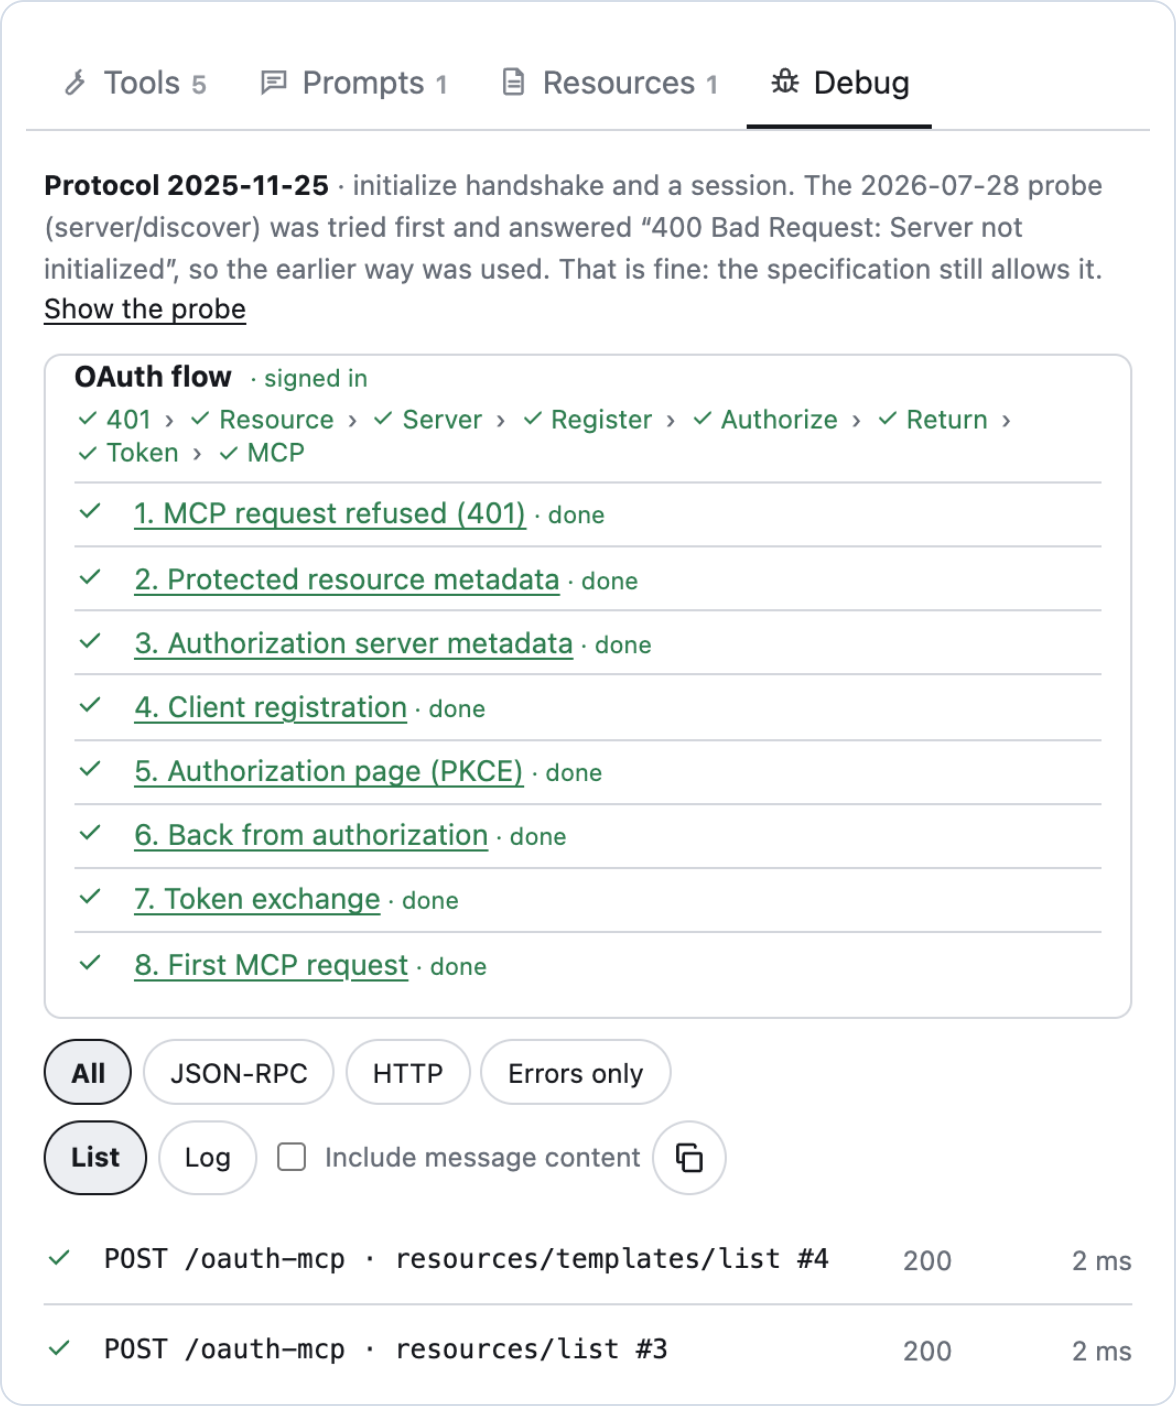 Tools 5 Prompts 1 Resources 1 Debug
Protocol 2025-11-25 · initialize handshake and a session. The 2026-07-28 probe
(server/discover) was tried first and answered “400 Bad Request: Server not
initialized”, so the earlier way was used. That is fine: the specification still allows it.
Show the probe
OAuth flow · signed in
✓ 401 › ✓ Resource › ✓ Server › ✓ Register › ✓ Authorize › ✓ Return ›
✓ Token › ✓ MCP
✓ 1. MCP request refused (401) · done
✓ 2. Protected resource metadata · done
✓ 3. Authorization server metadata · done
✓ 4. Client registration · done
✓ 5. Authorization page (PKCE) · done
✓ 6. Back from authorization · done
✓ 7. Token exchange · done
✓ 8. First MCP request · done
All JSON-RPC HTTP Errors only
List Log Include message content
✓ POST /oauth-mcp · resources/templates/list #4 200 2 ms
✓ POST /oauth-mcp · resources/list #3 200 2 ms